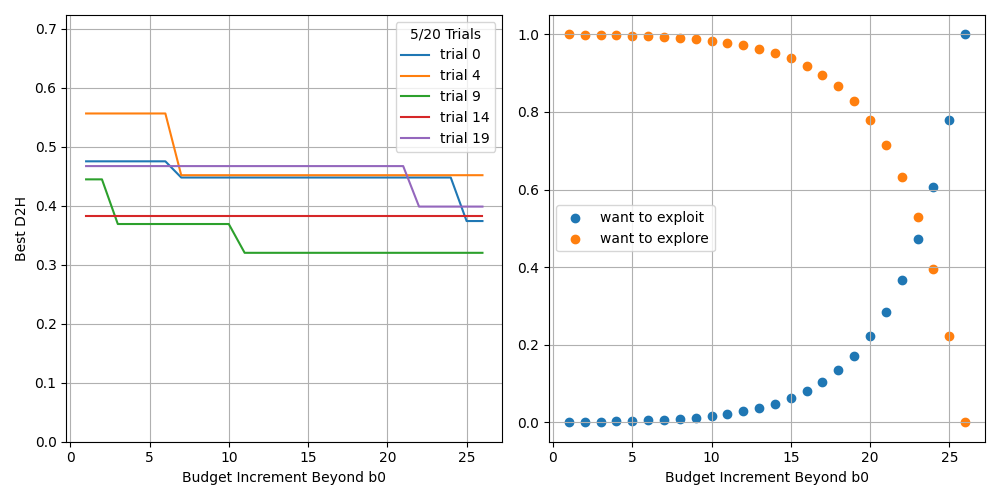 0.7
0.6
0.5
0.4
0.3
0.2
0.1
0.0
Best D2H
0 5 10 15 20 25
Budget Increment Beyond b0
5/20 Trials
trial 0
trial 4
trial 9
trial 14
trial 19
1.0
0.8
0.6
0.4
0.2
0.0
0 5 10 15 20 25
Budget Increment Beyond b0
want to exploit
want to explore